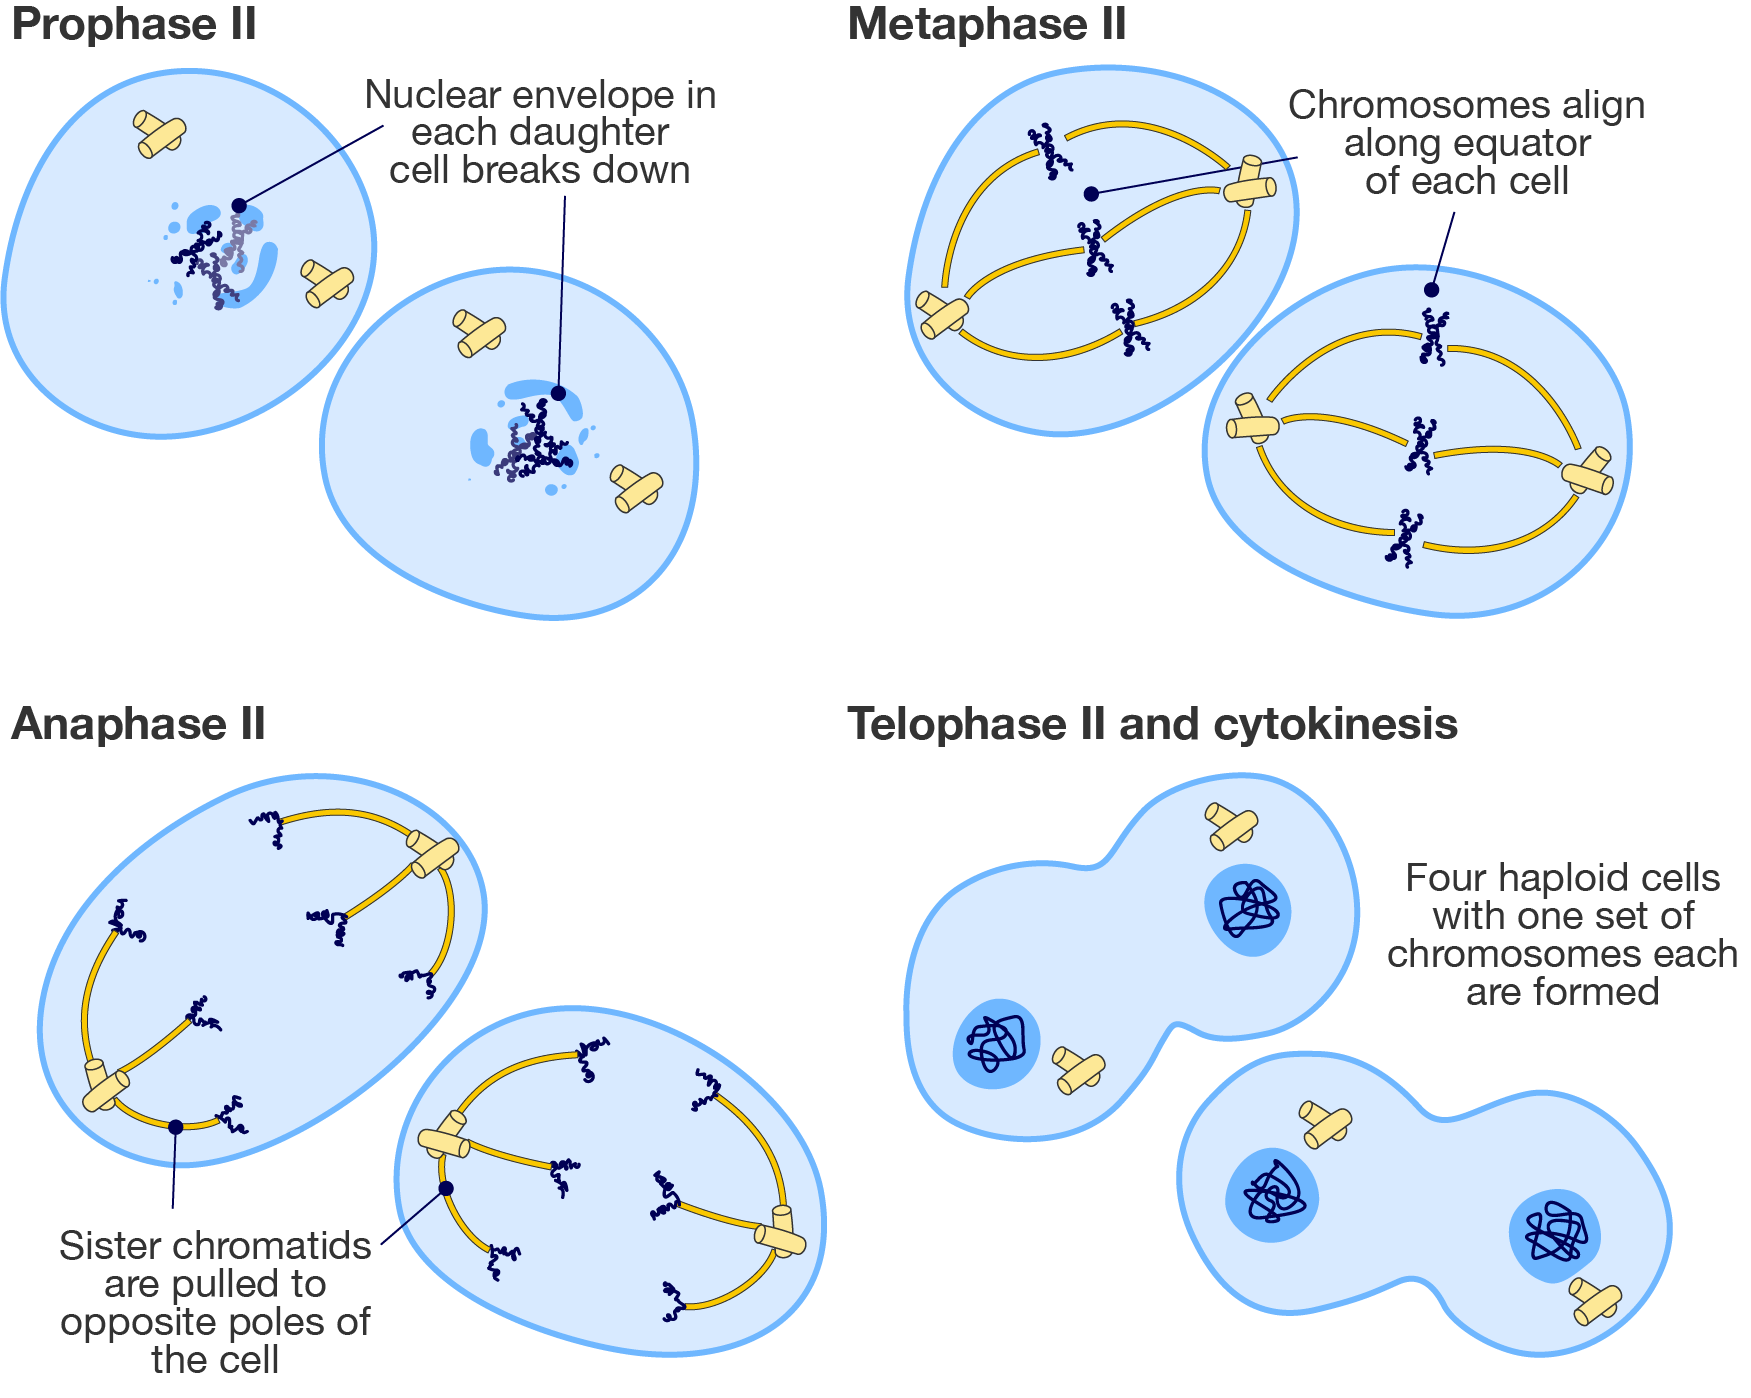 Prophase II
Nuclear envelope in
each daughter
cell breaks down
Metaphase II
Chromosomes align
along equator
of each cell
Anaphase II
Sister chromatids
are pulled to
opposite poles of
the cell
Telophase II and cytokinesis
Four haploid cells
with one set of
chromosomes each
are formed